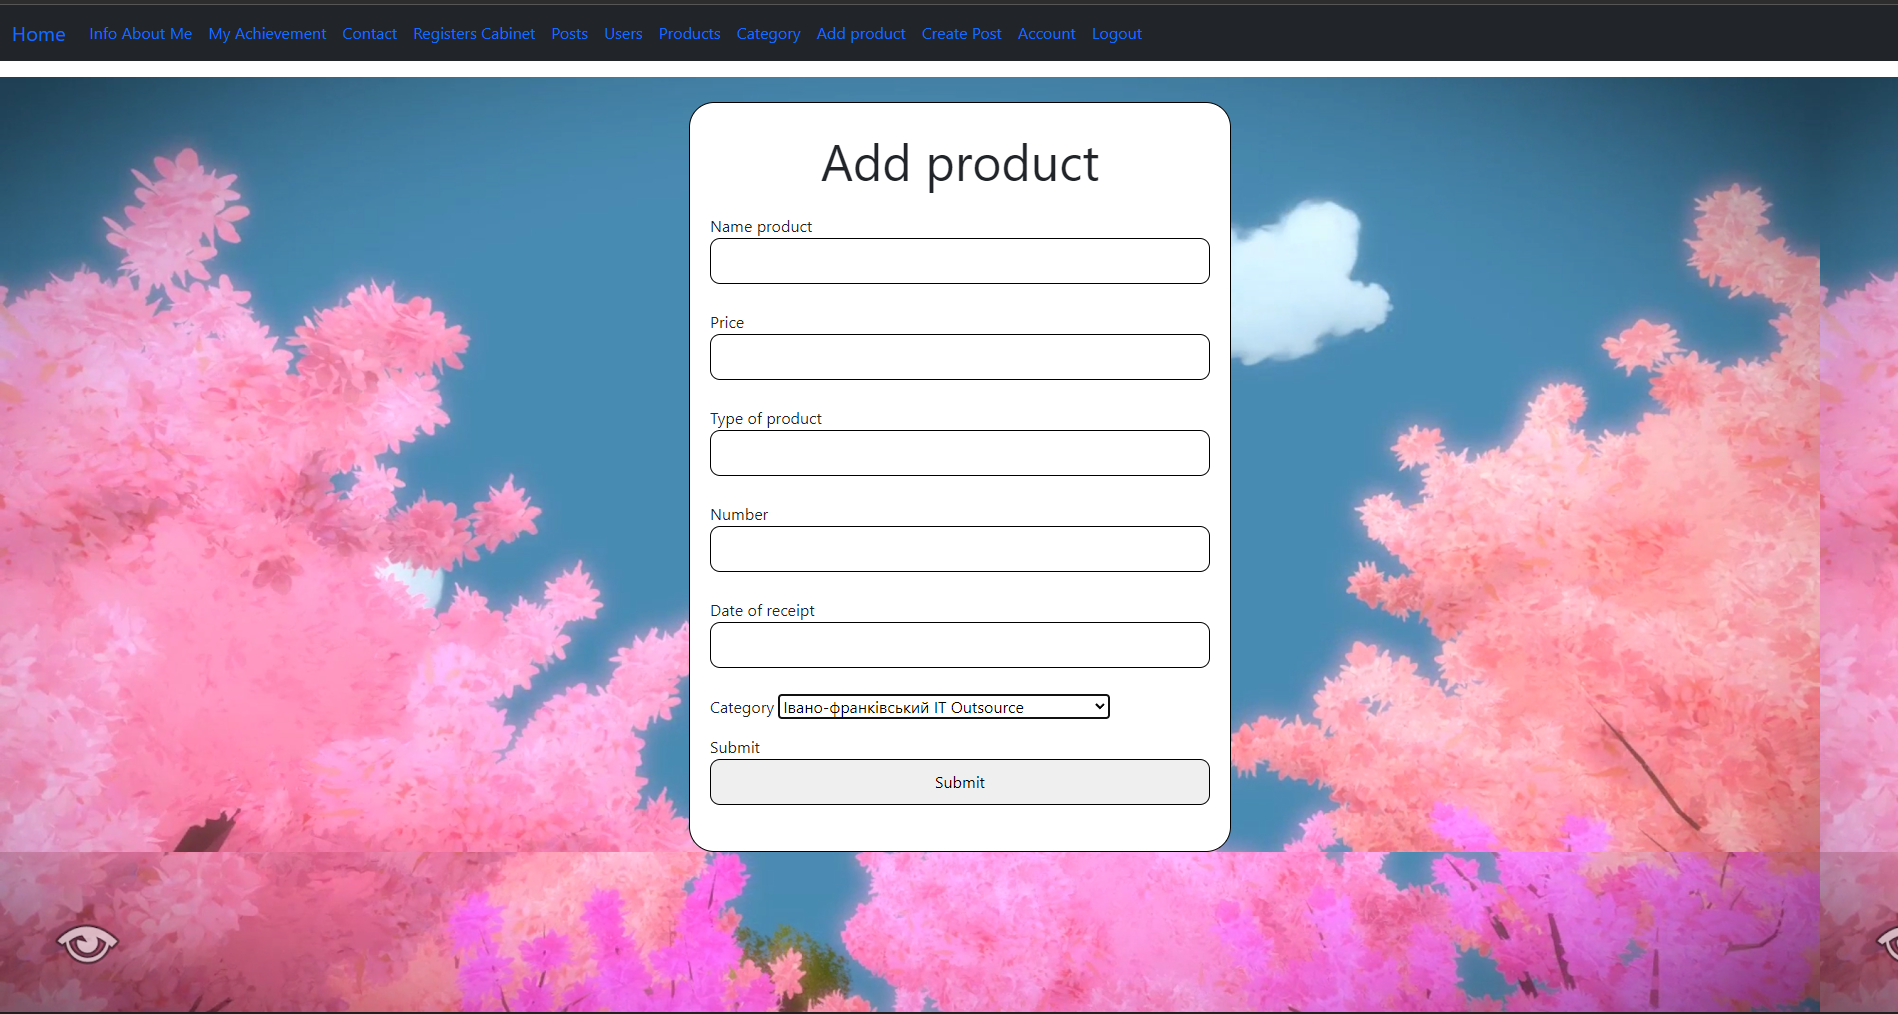 Home Info About Me My Achievement Contact Registers Cabinet Posts Users Products Category Add product Create Post Account Logout
Add product
Name product
Price
Type of product
Number
Date of receipt
Category Івано-франківський IT Outsource
Submit
Submit